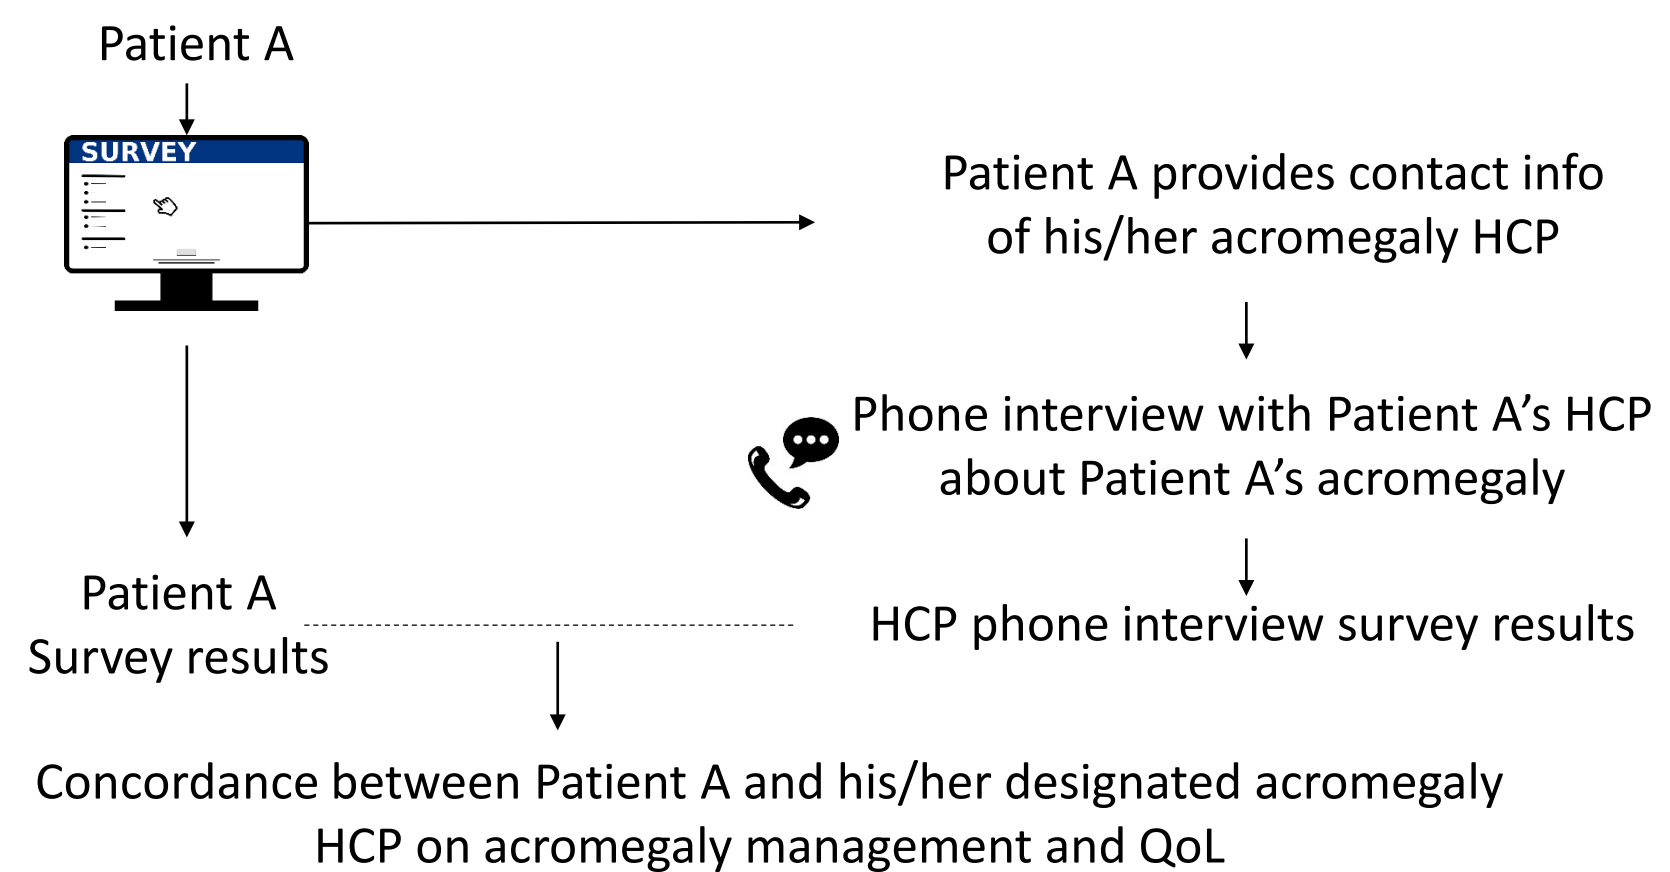 Patient A
SURVEY
Patient A provides contact info
of his/her acromegaly HCP
Phone interview with Patient A’s HCP
about Patient A’s acromegaly
Patient A
Survey results
HCP phone interview survey results
Concordance between Patient A and his/her designated acromegaly
HCP on acromegaly management and QoL